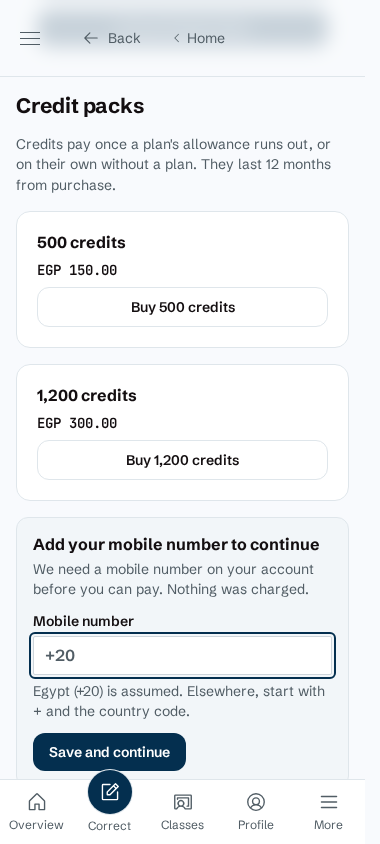 Back
Home
Credit packs
Credits pay once a plan's allowance runs out, or
on their own without a plan. They last 12 months
from purchase.
500 credits
EGP 150.00
Buy 500 credits
1,200 credits
EGP 300.00
Buy 1,200 credits
Add your mobile number to continue
We need a mobile number on your account
before you can pay. Nothing was charged.
Mobile number
+20
Egypt (+20) is assumed. Elsewhere, start with
+ and the country code.
Save and continue
Overview
Correct
Classes
Profile
More